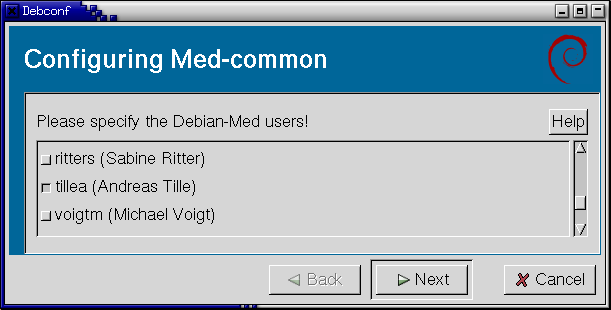 Debconf
Configuring Med-common
Please specify the Debian-Med users!
Help
ritters (Sabine Ritter)
tillea (Andreas Tille)
voigtm (Michael Voigt)
Back
Next
Cancel